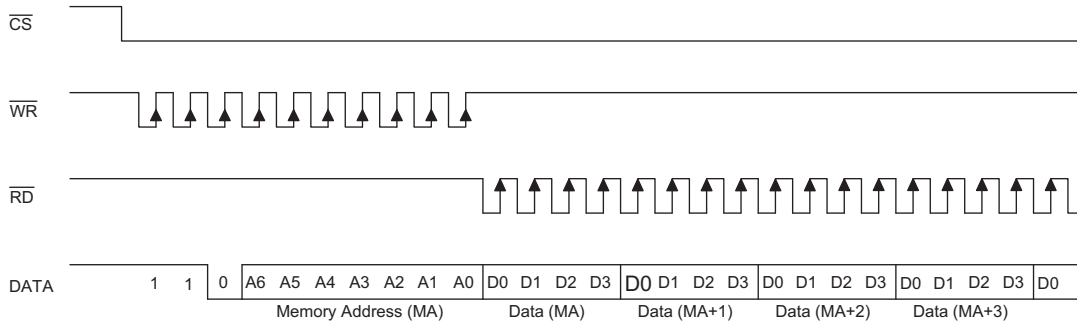 CS
WR
RD
DATA 1 1 0 A6 A5 A4 A3 A2 A1 A0 D0 D1 D2 D3 D0 D1 D2 D3 D0 D1 D2 D3 D0 D1 D2 D3 D0
Memory Address (MA) Data (MA) Data (MA+1) Data (MA+2) Data (MA+3)